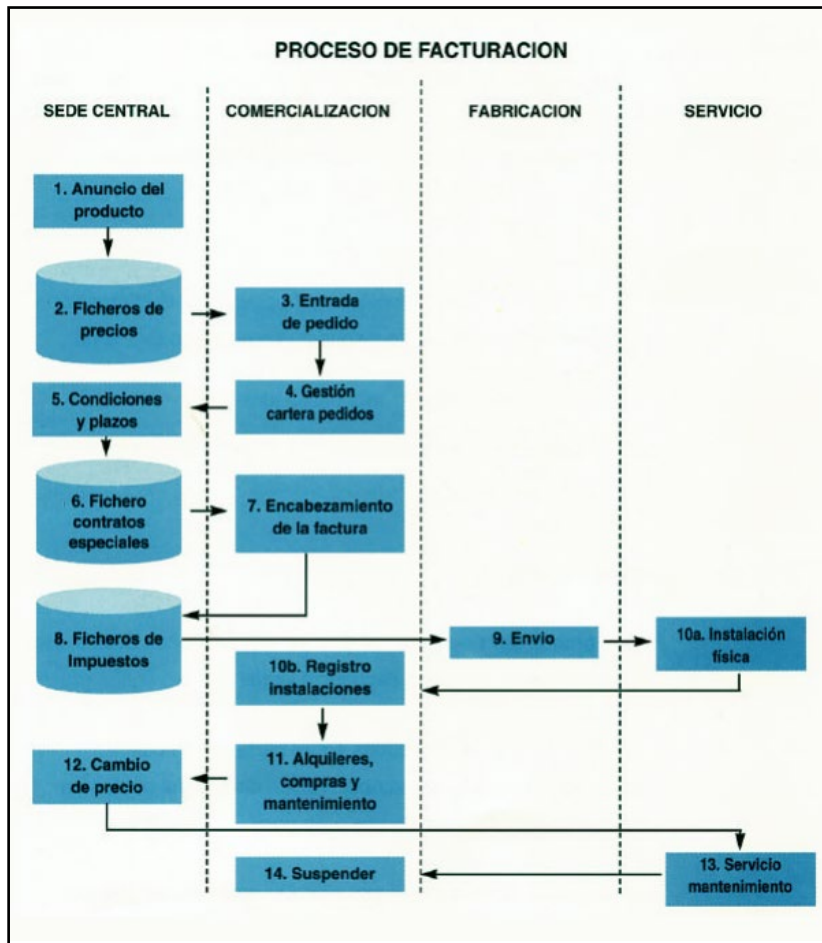 PROCESO DE FACTURACION
SEDE CENTRAL
COMERCIALIZACION
FABRICACION
SERVICIO
1. Anuncio del
producto
2. Ficheros de
precios
3. Entrada
de pedido
4. Gestión
cartera pedidos
5. Condiciones
y plazos
6. Fichero
contratos
especiales
7. Encabezamiento
de la factura
8. Ficheros de
Impuestos
9. Envio
10a. Instalación
física
10b. Registro
instalaciones
11. Alquileres,
compras y
mantenimiento
12. Cambio
de precio
13. Servicio
mantenimiento
14. Suspender